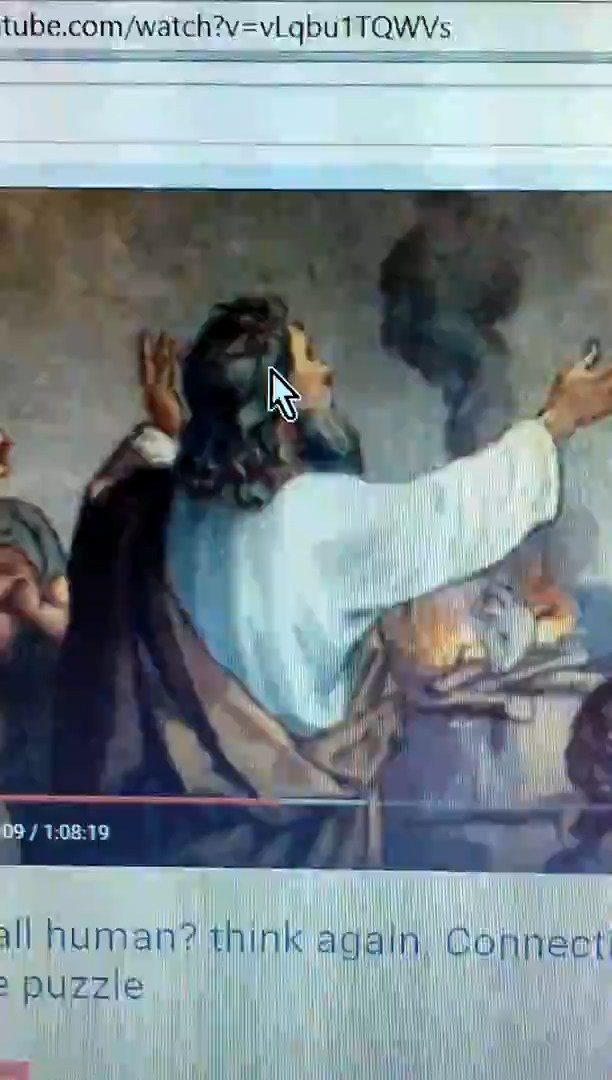 tube.com/watch?v=vLqbu1TQWVs
09 / 1:08:19
all human? think again. Connecti
e puzzle